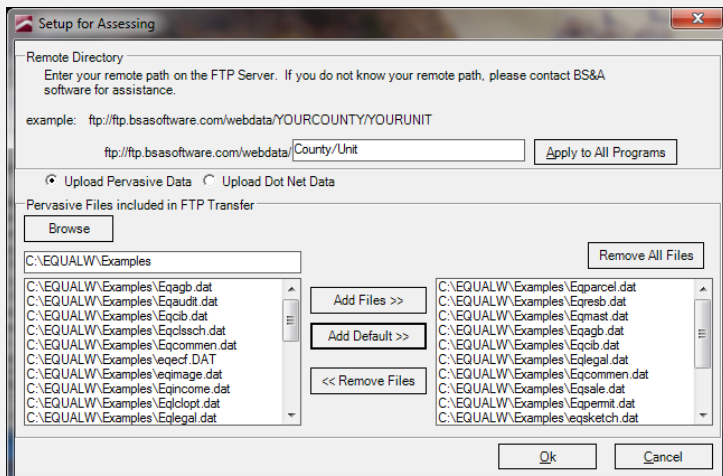 Setup for Assessing
Remote Directory
Enter your remote path on the FTP Server. If you do not know your remote path, please contact BS&A
software for assistance.
example: ftp://ftp.bsasoftware.com/webdata/YOURCOUNTY/YOURUNIT
ftp://ftp.bsasoftware.com/webdata/ County/Unit Apply to All Programs
Upload Pervasive Data Upload Dot Net Data
Pervasive Files included in FTP Transfer
Browse
C:\EQUALW\Examples
Remove All Files
C:\EQUALW\Examples\Eqagb.dat
C:\EQUALW\Examples\Eqaudit.dat
C:\EQUALW\Examples\Eqcib.dat
C:\EQUALW\Examples\Eqclssch.dat
C:\EQUALW\Examples\Eqcommen.dat
C:\EQUALW\Examples\eqecf.DAT
C:\EQUALW\Examples\eqimage.dat
C:\EQUALW\Examples\Eqincome.dat
C:\EQUALW\Examples\Eqlclopt.dat
C:\EQUALW\Examples\Eqlegal.dat
Add Files >>
Add Default >>
<< Remove Files
C:\EQUALW\Examples\Eqparcel.dat
C:\EQUALW\Examples\Eqresb.dat
C:\EQUALW\Examples\Eqmast.dat
C:\EQUALW\Examples\Eqagb.dat
C:\EQUALW\Examples\Eqcib.dat
C:\EQUALW\Examples\Eqlegal.dat
C:\EQUALW\Examples\Eqcommen.dat
C:\EQUALW\Examples\Eqsale.dat
C:\EQUALW\Examples\Eqpermit.dat
C:\EQUALW\Examples\eqsketch.dat
Ok
Cancel